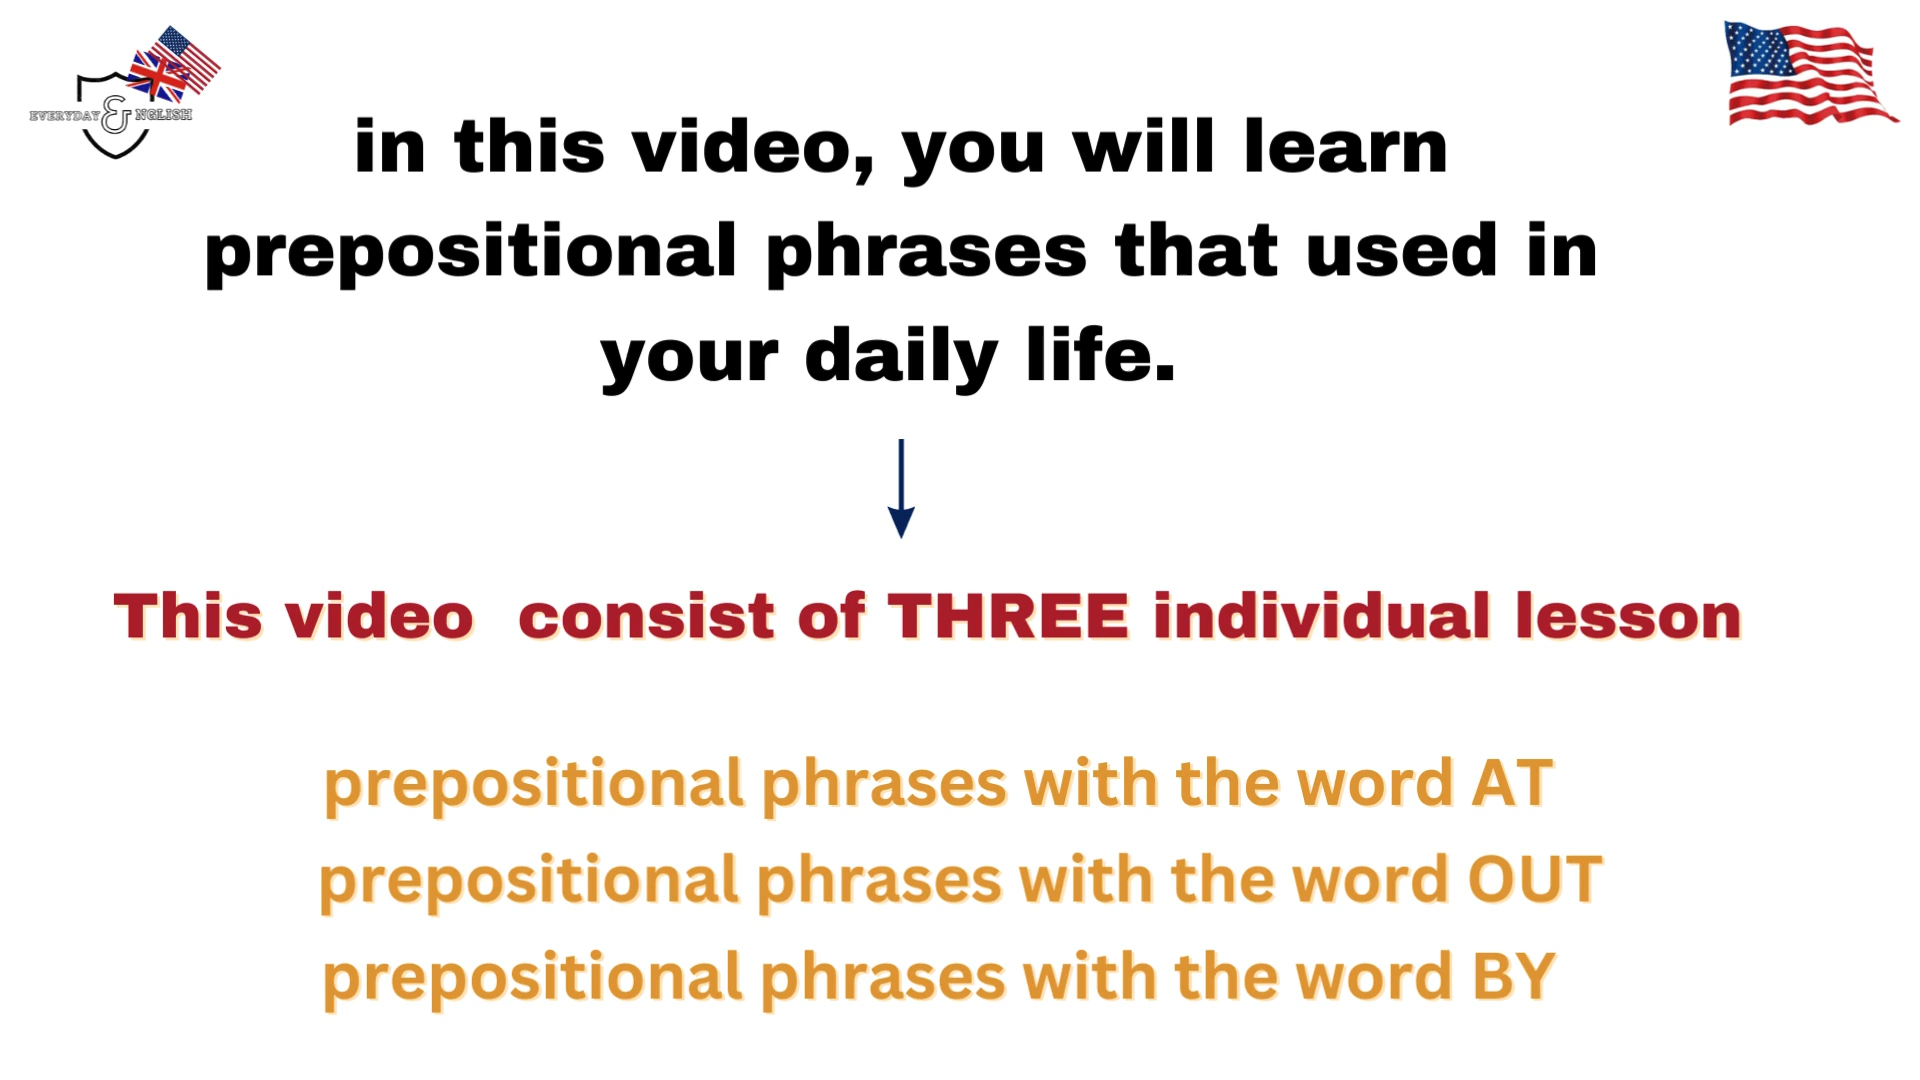 EVERYDAY & NGLISH
in this video, you will learn
prepositional phrases that used in
your daily life.
This video consist of THREE individual lesson
prepositional phrases with the word AT
prepositional phrases with the word OUT
prepositional phrases with the word BY